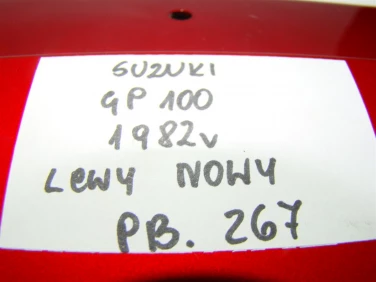 SUZUKI
GP 100
1982r
LEWY NOWY
PB. 267